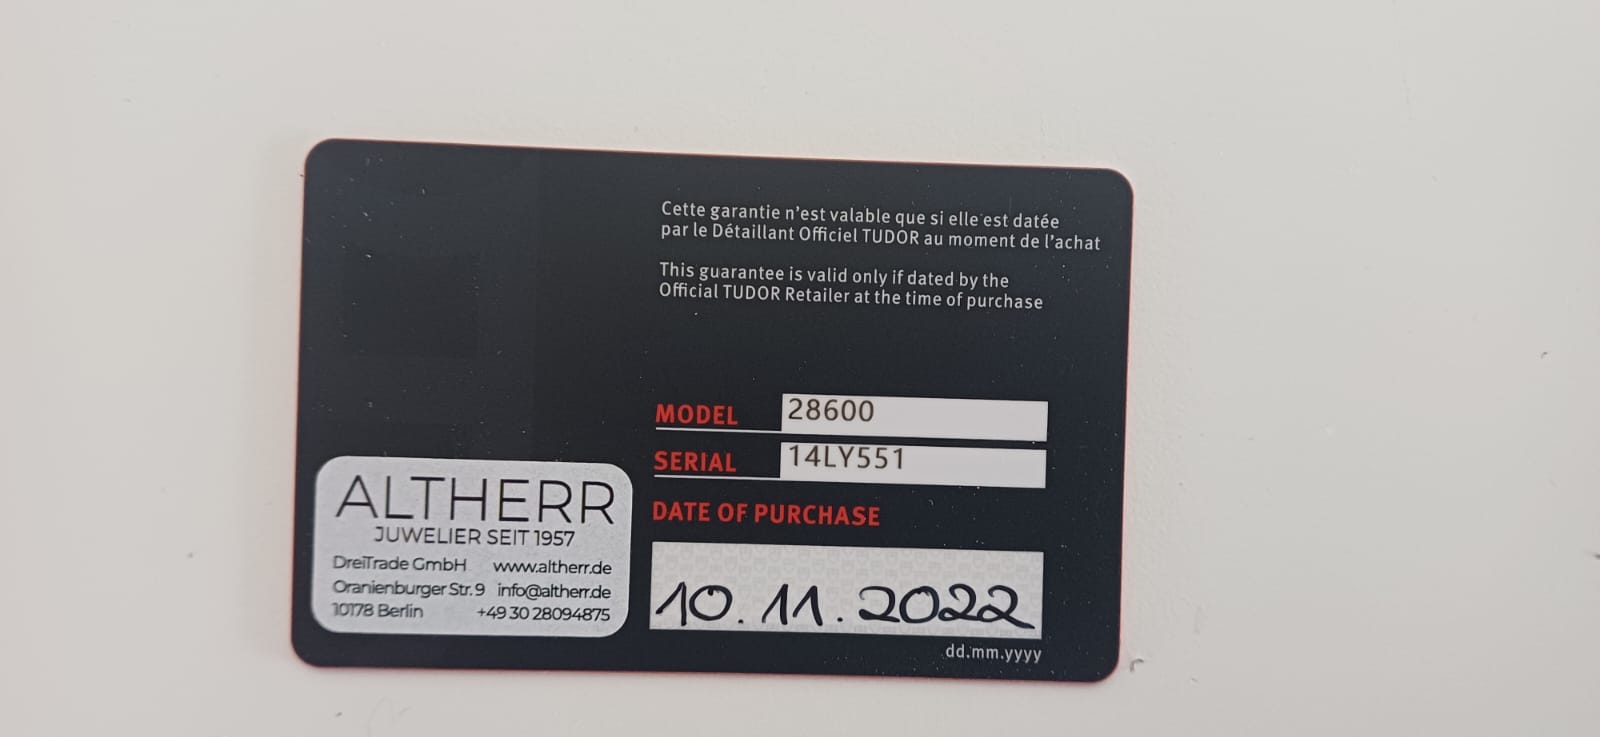 Cette garantie n'est valable que si elle est datée
par le Détaillant Officiel TUDOR au moment de l'achat
This guarantee is valid only if dated by the
Official TUDOR Retailer at the time of purchase
MODEL 28600
SERIAL 14LY551
DATE OF PURCHASE
10.11.2022
dd.mm.yyyy
ALTHERR
JUWELIER SEIT 1957
DreiTrade GmbH www.altherr.de
Oranienburger Str. 9 info@altherr.de
10178 Berlin +49 30 28094875